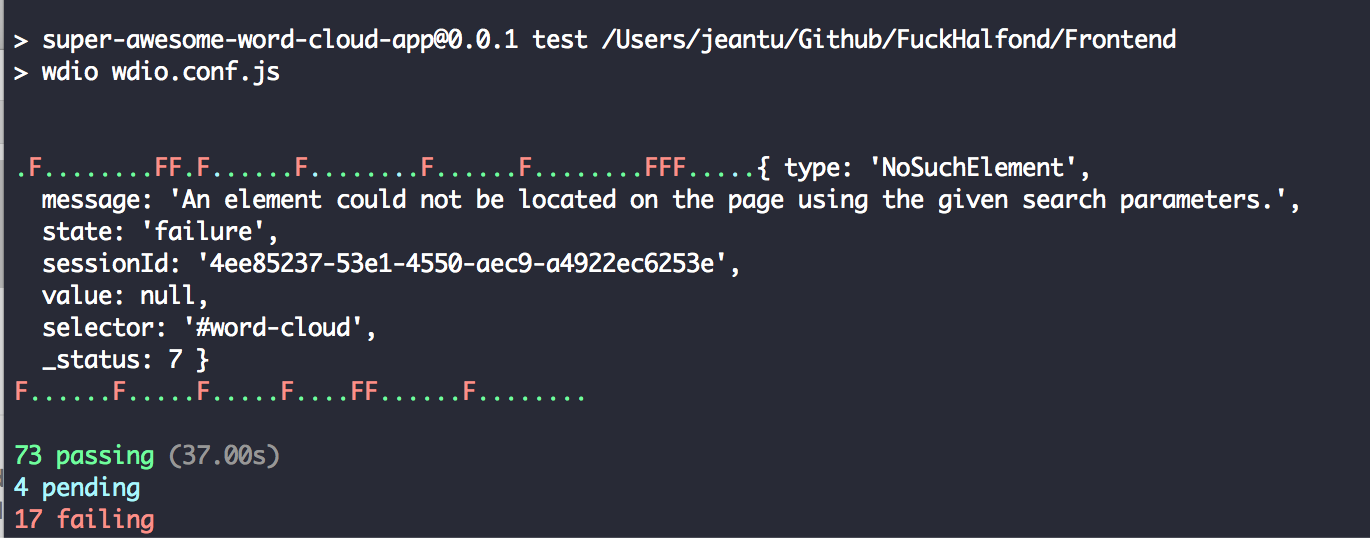 > super-awesome-word-cloud-app@0.0.1 test /Users/jeantu/Github/FuckHalfond/Frontend
> wdio wdio.conf.js
.F........FF.F......F........F......F........FFF.....{ type: 'NoSuchElement',
message: 'An element could not be located on the page using the given search parameters.',
state: 'failure',
sessionId: '4ee85237-53e1-4550-aec9-a4922ec6253e',
value: null,
selector: '#word-cloud',
_status: 7 }
F......F.....F.....F....FF......F........
73 passing (37.00s)
4 pending
17 failing